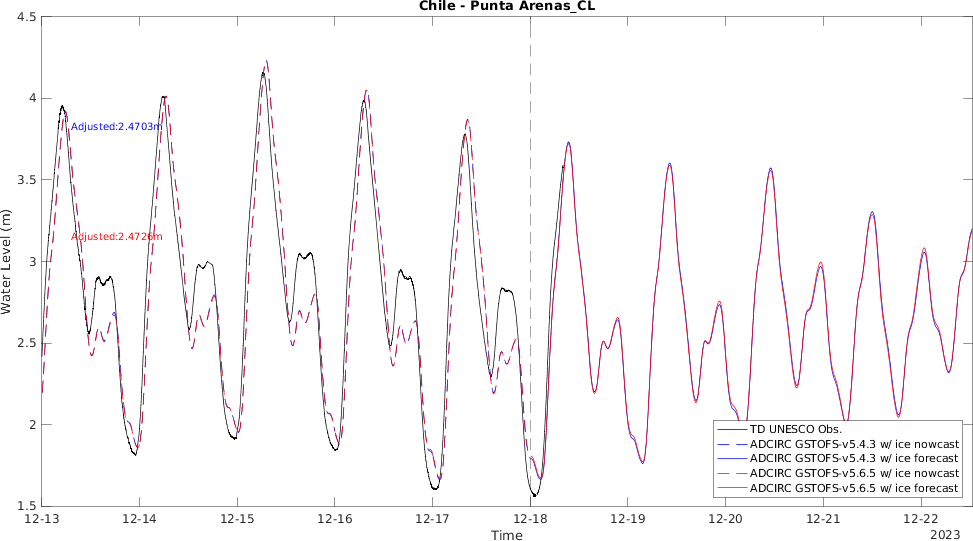 Chile - Punta Arenas_CL
4.5
4
3.5
3
2.5
2
1.5
Water Level (m)
Adjusted:2.4703m
Adjusted:2.4726m
TD UNESCO Obs.
ADCIRC GSTOFS-v5.4.3 w/ ice nowcast
ADCIRC GSTOFS-v5.4.3 w/ ice forecast
ADCIRC GSTOFS-v5.6.5 w/ ice nowcast
ADCIRC GSTOFS-v5.6.5 w/ ice forecast
12-13 12-14 12-15 12-16 12-17 12-18 12-19 12-20 12-21 12-22
Time
2023